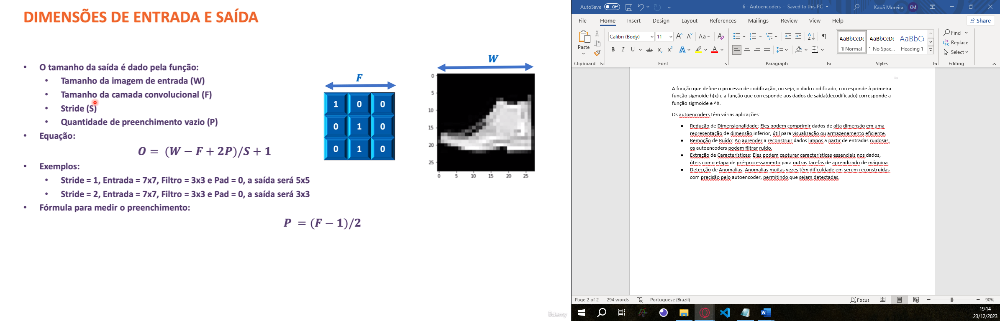 DIMENSÕES DE ENTRADA E SAÍDA
• O tamanho da saída é dado pela função:
• Tamanho da imagem de entrada (W)
• Tamanho da camada convolucional (F)
• Stride (S)
• Quantidade de preenchimento vazio (P)
• Equação:
O = (W − F + 2P)/S + 1
• Exemplos:
• Stride = 1, Entrada = 7x7, Filtro = 3x3 e Pad = 0, a saída será 5x5
• Stride = 2, Entrada = 7x7, Filtro = 3x3 e Pad = 0, a saída será 3x3
• Fórmula para medir o preenchimento:
P = (F − 1)/2
F
1 0 0
0 1 0
0 1 0
W
0
5
10
15
20
25
0 5 10 15 20 25
ûdemy
AutoSave Off 6 - Autoencoders - Saved to this PC Kauã Moreira KM
File Home Insert Design Layout References Mailings Review View Help Share
Paste
Calibri (Body) 11 A A Aa A
B I U ab x₂ x² A A
AaBbCcDc AaBbCcDc AaBbCc
¶ Normal ¶ No Spac... Heading 1
Find
Replace
Select
Clipboard Font Paragraph Styles Editing
A função que define o processo de codificação, ou seja, o dado codificado, corresponde à primeira
função sigmoide h(x) e a função que corresponde aos dados de saída(decodificado) corresponde a
função sigmoide e ^X.
Os autoencoders têm várias aplicações:
• Redução de Dimensionalidade: Eles podem comprimir dados de alta dimensão em uma
representação de dimensão inferior, útil para visualização ou armazenamento eficiente.
• Remoção de Ruído: Ao aprender a reconstruir dados limpos a partir de entradas ruidosas,
os autoencoders podem filtrar ruído.
• Extração de Características: Eles podem capturar características essenciais nos dados,
úteis como etapa de pré-processamento para outras tarefas de aprendizado de máquina.
• Detecção de Anomalias: Anomalias muitas vezes têm dificuldade em serem reconstruídas
com precisão pelo autoencoder, permitindo que sejam detectadas.
Page 2 of 2 294 words Portuguese (Brazil) Focus 90%
19:14
23/12/2023